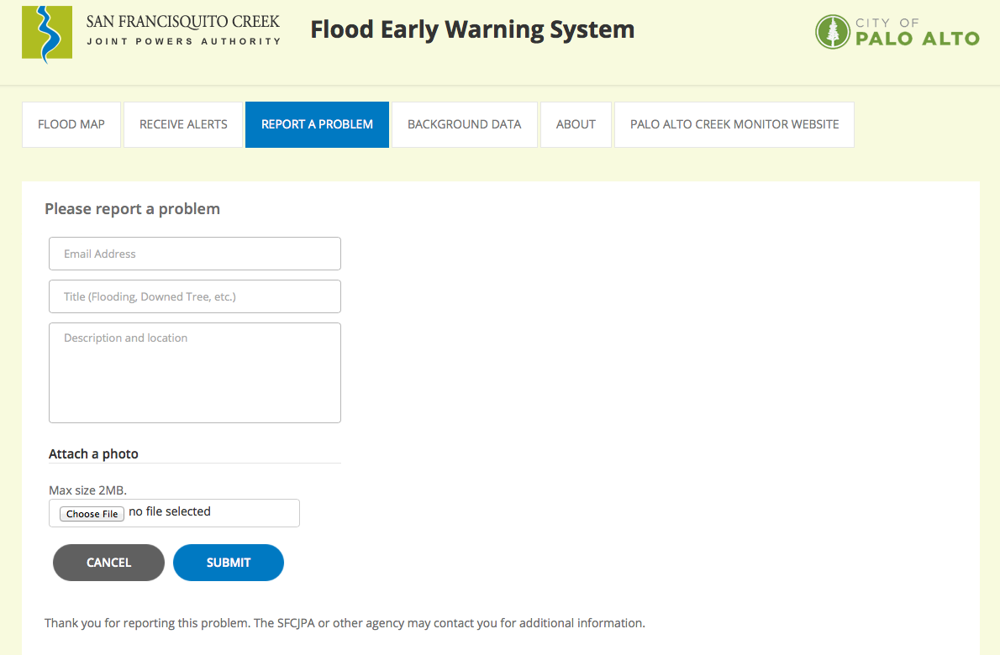 SAN FRANCISQUITO CREEK
JOINT POWERS AUTHORITY
Flood Early Warning System
CITY OF
PALO ALTO
FLOOD MAP
RECEIVE ALERTS
REPORT A PROBLEM
BACKGROUND DATA
ABOUT
PALO ALTO CREEK MONITOR WEBSITE
Please report a problem
Email Address
Title (Flooding, Downed Tree, etc.)
Description and location
Attach a photo
Max size 2MB.
Choose File no file selected
CANCEL
SUBMIT
Thank you for reporting this problem. The SFCJPA or other agency may contact you for additional information.